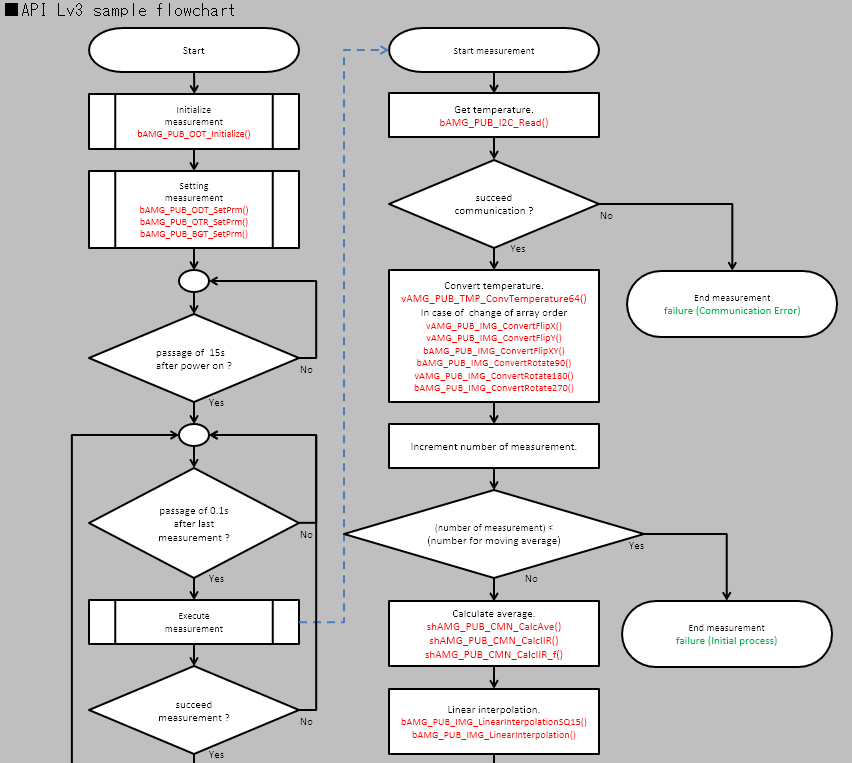 ■API Lv3 sample flowchart
Start
Initialize
measurement
bAMG_PUB_ODT_Initialize()
Setting
measurement
bAMG_PUB_ODT_SetPrm()
bAMG_PUB_OTR_SetPrm()
bAMG_PUB_BGT_SetPrm()
passage of 15s
after power on ?
No
Yes
passage of 0.1s
after last
measurement ?
No
Yes
Execute
measurement
succeed
measurement ?
No
Yes
Start measurement
Get temperature.
bAMG_PUB_I2C_Read()
succeed
communication ?
No
Yes
End measurement
failure (Communication Error)
Convert temperature.
vAMG_PUB_TMP_ConvTemperature64()
In case of change of array order
vAMG_PUB_IMG_ConvertFlipX()
vAMG_PUB_IMG_ConvertFlipY()
bAMG_PUB_IMG_ConvertFlipXY()
bAMG_PUB_IMG_ConvertRotate90()
vAMG_PUB_IMG_ConvertRotate180()
bAMG_PUB_IMG_ConvertRotate270()
Increment number of measurement.
(number of measurement) <
(number for moving average)
Yes
No
End measurement
failure (Initial process)
Calculate average.
shAMG_PUB_CMN_CalcAve()
shAMG_PUB_CMN_CalcIIR()
shAMG_PUB_CMN_CalcIIR_f()
Linear interpolation.
bAMG_PUB_IMG_LinearInterpolationSQ15()
bAMG_PUB_IMG_LinearInterpolation()